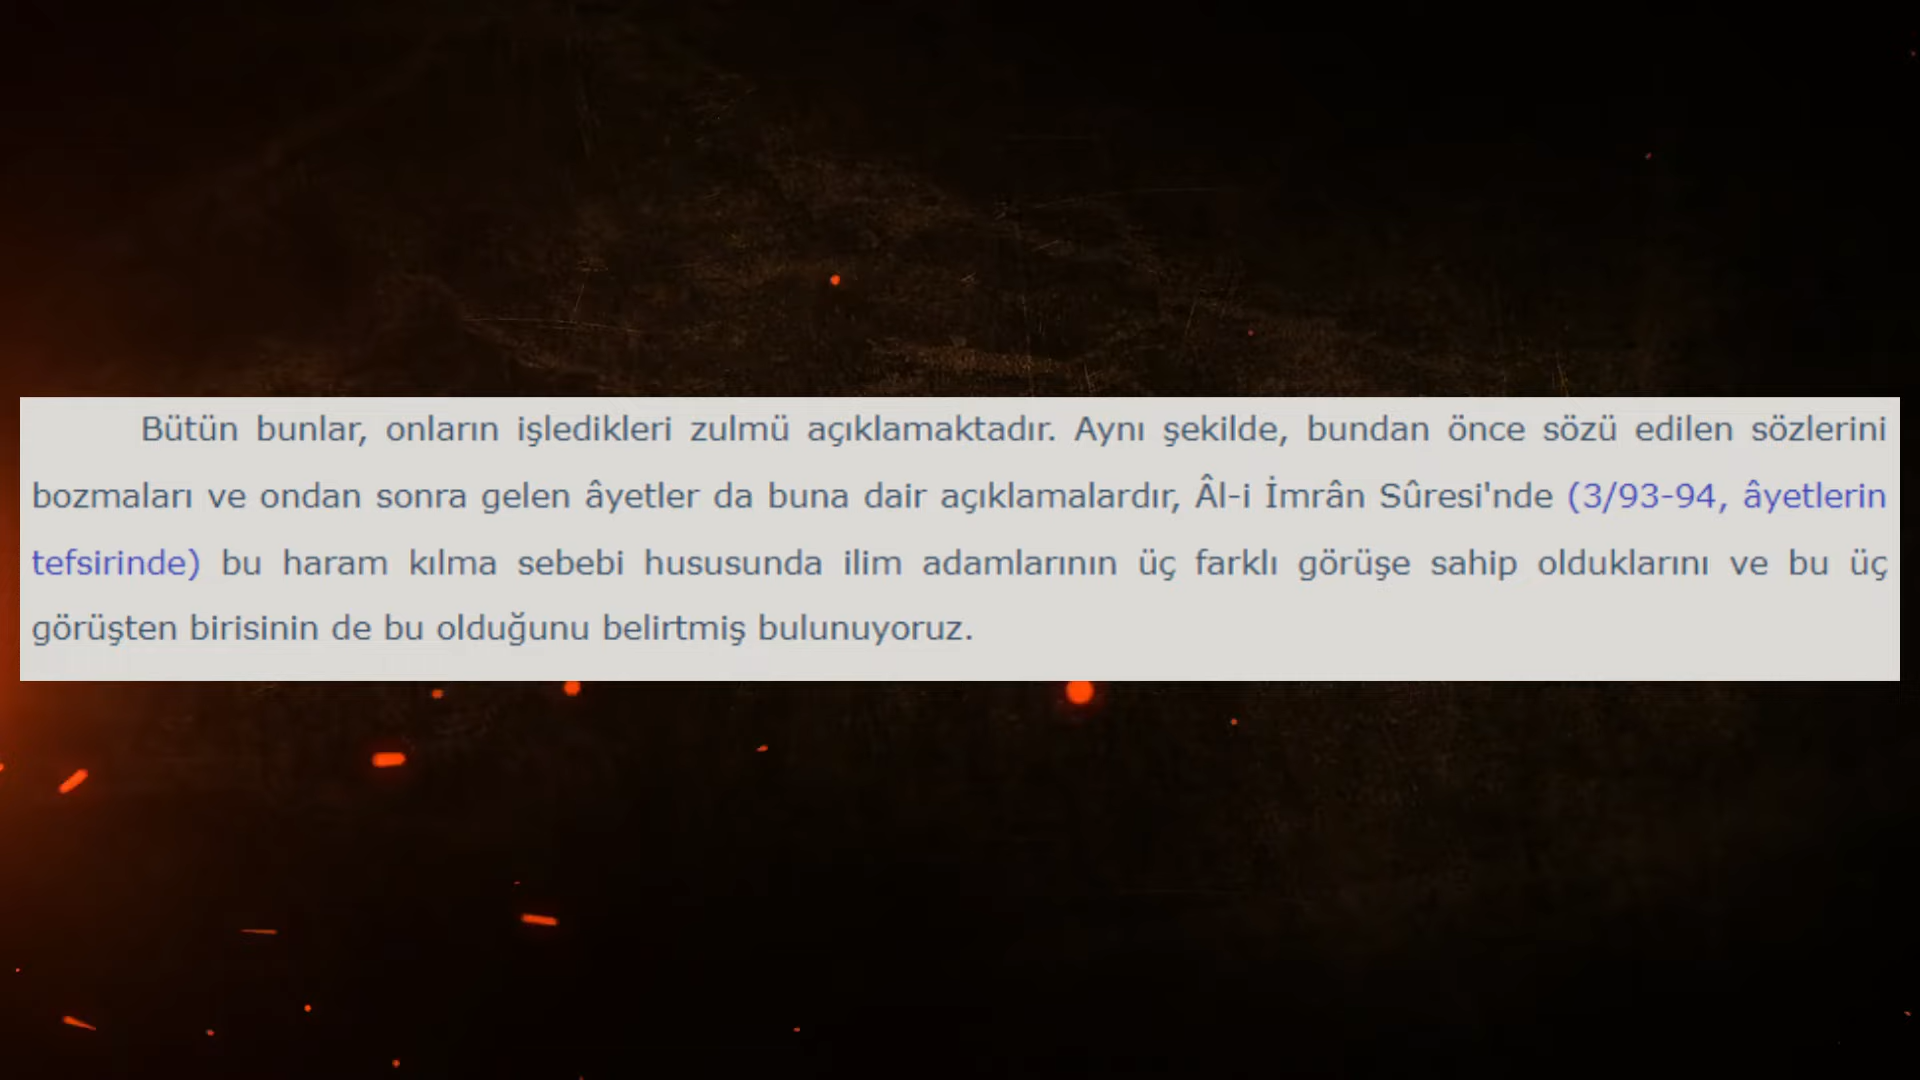 Bütün bunlar, onların işledikleri zulmü açıklamaktadır. Aynı şekilde, bundan önce sözü edilen sözlerini
bozmaları ve ondan sonra gelen âyetler da buna dair açıklamalardır, Âl-i İmrân Sûresi'nde (3/93-94, âyetlerin
tefsirinde) bu haram kılma sebebi hususunda ilim adamlarının üç farklı görüşe sahip olduklarını ve bu üç
görüşten birisinin de bu olduğunu belirtmiş bulunuyoruz.